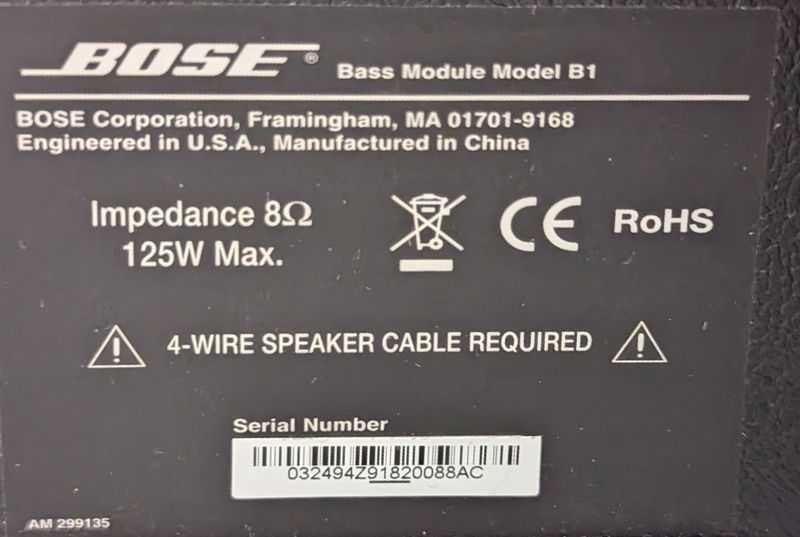 BOSE® Bass Module Model B1
BOSE Corporation, Framingham, MA 01701-9168
Engineered in U.S.A., Manufactured in China
Impedance 8Ω
125W Max.
CE RoHS
4-WIRE SPEAKER CABLE REQUIRED
Serial Number
032494Z91820088AC
AM 299135